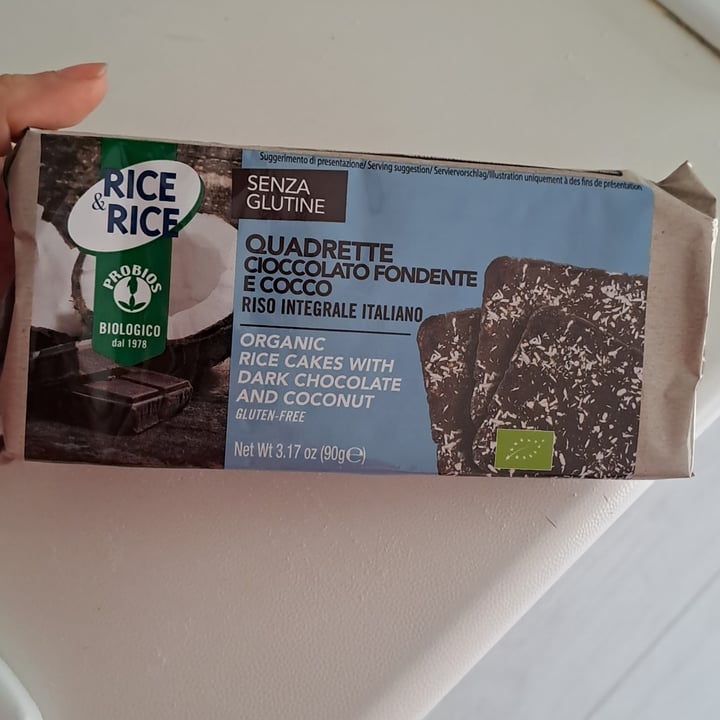 Suggerimento di presentazione/ Serving suggestion/ Serviervorschlag/Illustration uniquement à des fins de présentation
RICE
&
RICE
PROBIOS
BIOLOGICO
dal 1978
SENZA
GLUTINE
QUADRETTE
CIOCCOLATO FONDENTE
E COCCO
RISO INTEGRALE ITALIANO
ORGANIC
RICE CAKES WITH
DARK CHOCOLATE
AND COCONUT
GLUTEN-FREE
Net Wt 3.17 oz (90g℮)